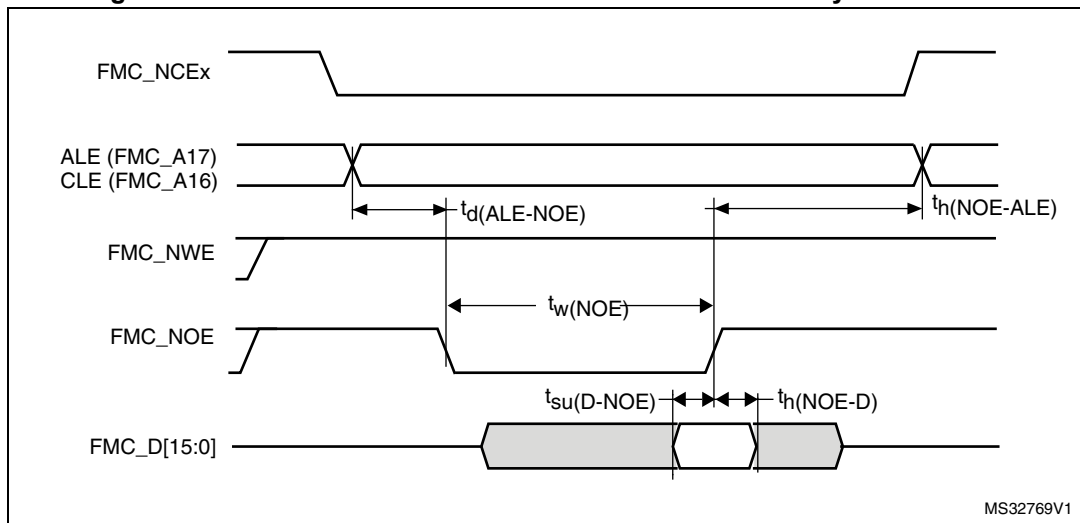 FMC_NCEx
ALE (FMC_A17)
CLE (FMC_A16)
td(ALE-NOE)
th(NOE-ALE)
FMC_NWE
tw(NOE)
FMC_NOE
tsu(D-NOE)
th(NOE-D)
FMC_D[15:0]
MS32769V1